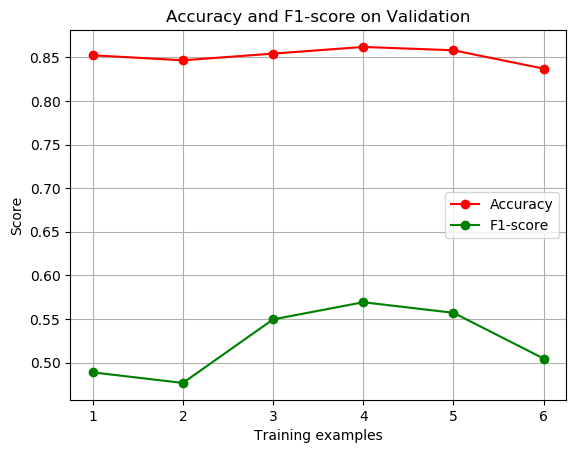 Accuracy and F1-score on Validation
0.85
0.80
0.75
0.70
0.65
0.60
0.55
0.50
Score
Accuracy
F1-score
1 2 3 4 5 6
Training examples